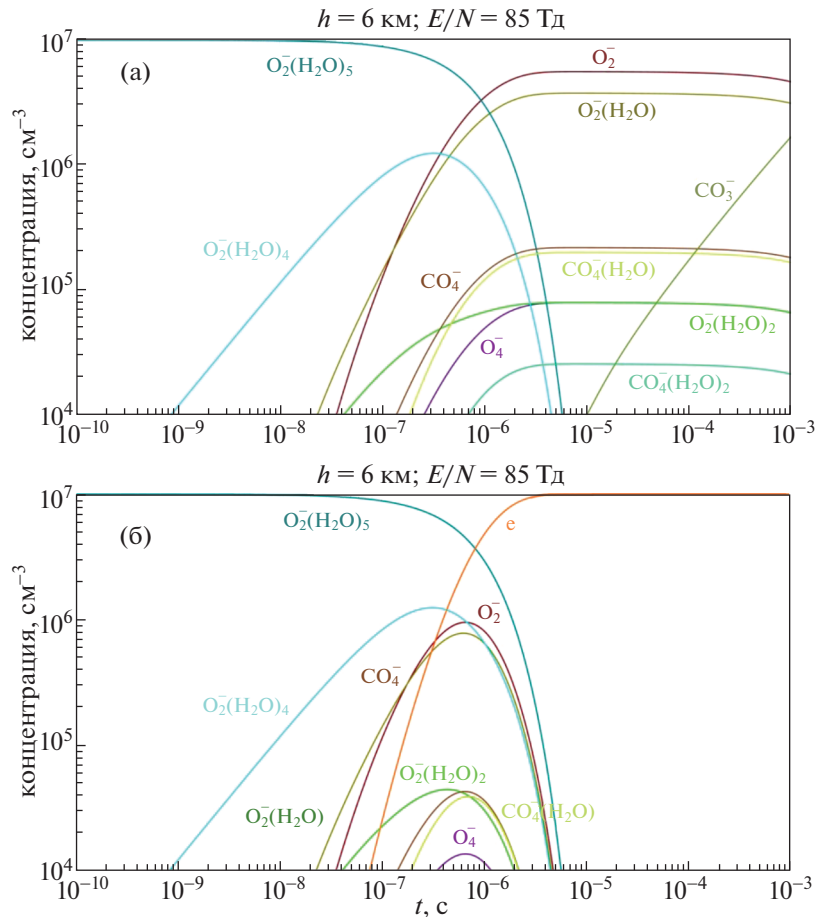 h = 6 км; E/N = 85 Тд
(а)
концентрация, см⁻³
10⁷
10⁶
10⁵
10⁴
O₂⁻(H₂O)₅
O₂⁻
O₂⁻(H₂O)
CO₃⁻
O₂⁻(H₂O)₄
CO₄⁻
CO₄⁻(H₂O)
O₂⁻(H₂O)₂
O₄⁻
CO₄⁻(H₂O)₂
10⁻¹⁰ 10⁻⁹ 10⁻⁸ 10⁻⁷ 10⁻⁶ 10⁻⁵ 10⁻⁴ 10⁻³
h = 6 км; E/N = 85 Тд
(б)
концентрация, см⁻³
10⁷
10⁶
10⁵
10⁴
O₂⁻(H₂O)₅
e
O₂⁻
CO₄⁻
O₂⁻(H₂O)₄
O₂⁻(H₂O)₂
O₂⁻(H₂O)
CO₄⁻(H₂O)
O₄⁻
10⁻¹⁰ 10⁻⁹ 10⁻⁸ 10⁻⁷ 10⁻⁶ 10⁻⁵ 10⁻⁴ 10⁻³
t, с